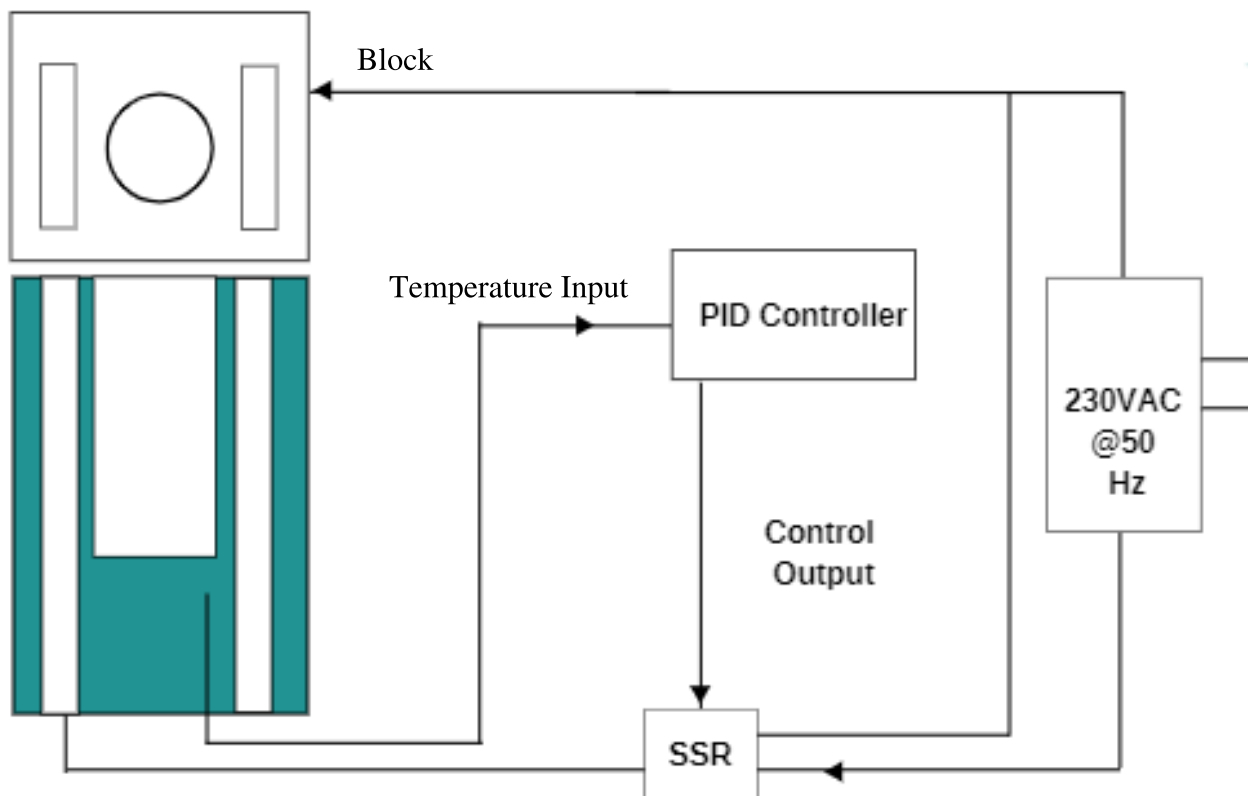 Block
Temperature Input
PID Controller
230VAC
@50
Hz
Control
Output
SSR